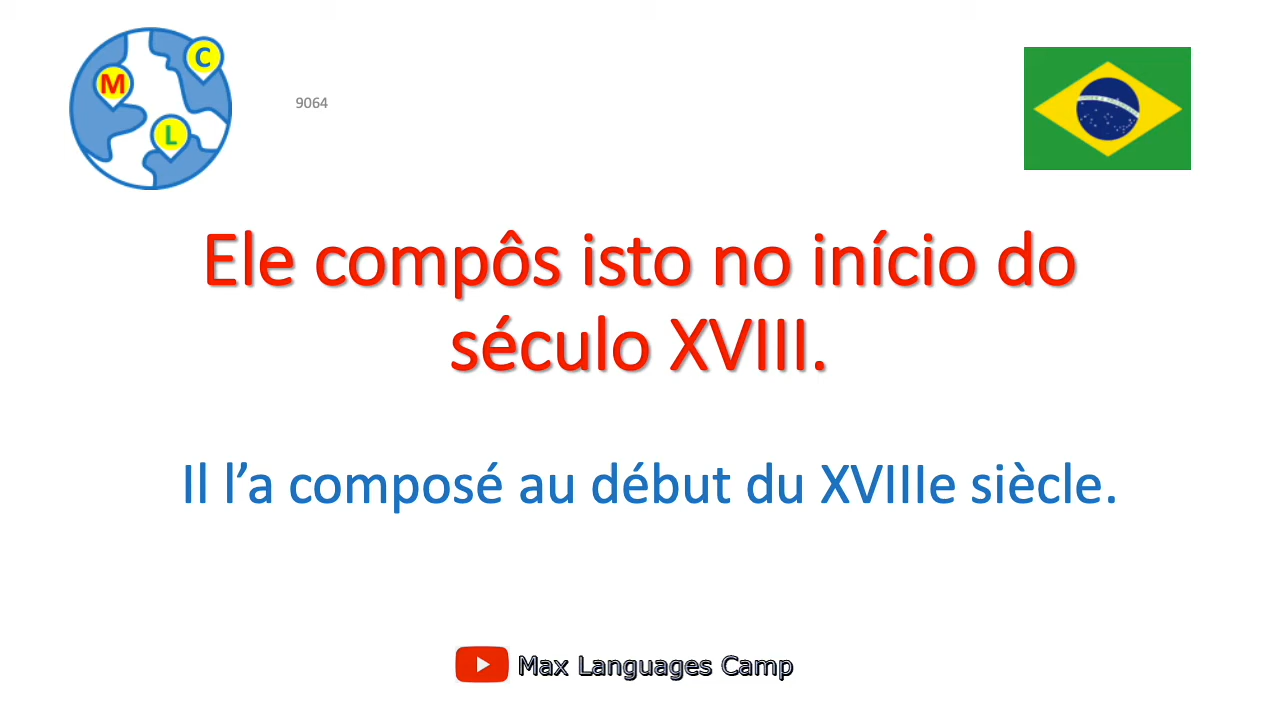 M
C
L
9064
Ele compôs isto no início do
século XVIII.
Il l’a composé au début du XVIIIe siècle.
Max Languages Camp